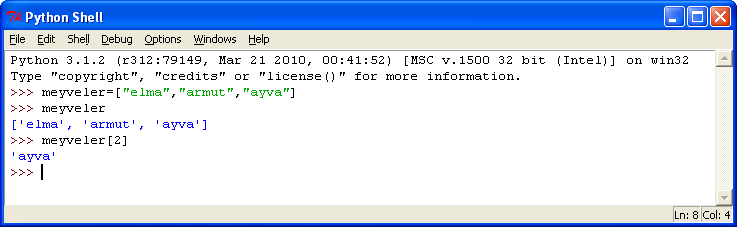 Python Shell
File Edit Shell Debug Options Windows Help
Python 3.1.2 (r312:79149, Mar 21 2010, 00:41:52) [MSC v.1500 32 bit (Intel)] on win32
Type "copyright", "credits" or "license()" for more information.
>>> meyveler=["elma","armut","ayva"]
>>> meyveler
['elma', 'armut', 'ayva']
>>> meyveler[2]
'ayva'
>>>
Ln: 8 Col: 4